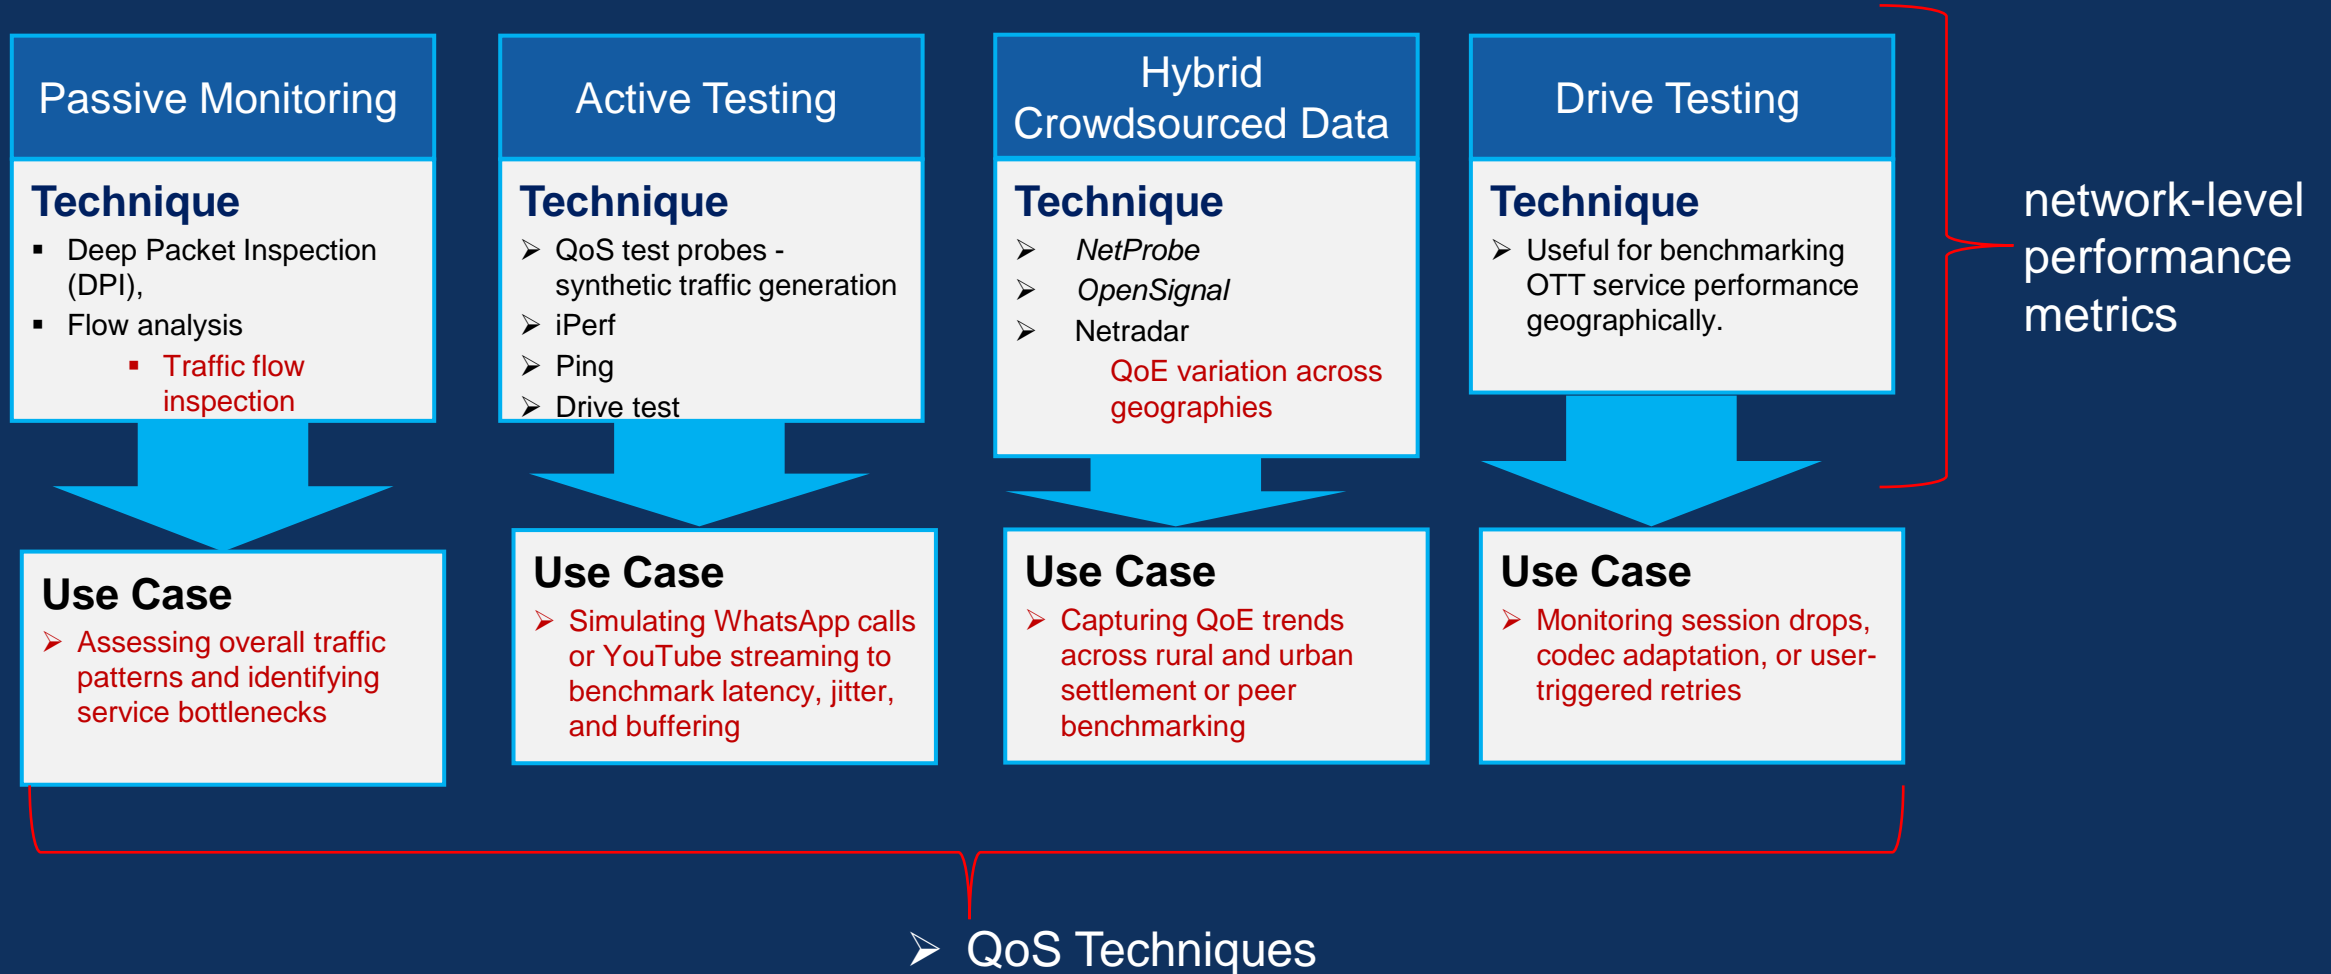 Passive Monitoring
Technique
▪ Deep Packet Inspection
(DPI),
▪ Flow analysis
▪ Traffic flow
inspection
Use Case
➢ Assessing overall traffic
patterns and identifying
service bottlenecks
Active Testing
Technique
➢ QoS test probes -
synthetic traffic generation
➢ iPerf
➢ Ping
➢ Drive test
Use Case
➢ Simulating WhatsApp calls
or YouTube streaming to
benchmark latency, jitter,
and buffering
Hybrid
Crowdsourced Data
Technique
➢ NetProbe
➢ OpenSignal
➢ Netradar
QoE variation across
geographies
Use Case
➢ Capturing QoE trends
across rural and urban
settlement or peer
benchmarking
Drive Testing
Technique
➢ Useful for benchmarking
OTT service performance
geographically.
Use Case
➢ Monitoring session drops,
codec adaptation, or user-
triggered retries
network-level
performance
metrics
➢ QoS Techniques